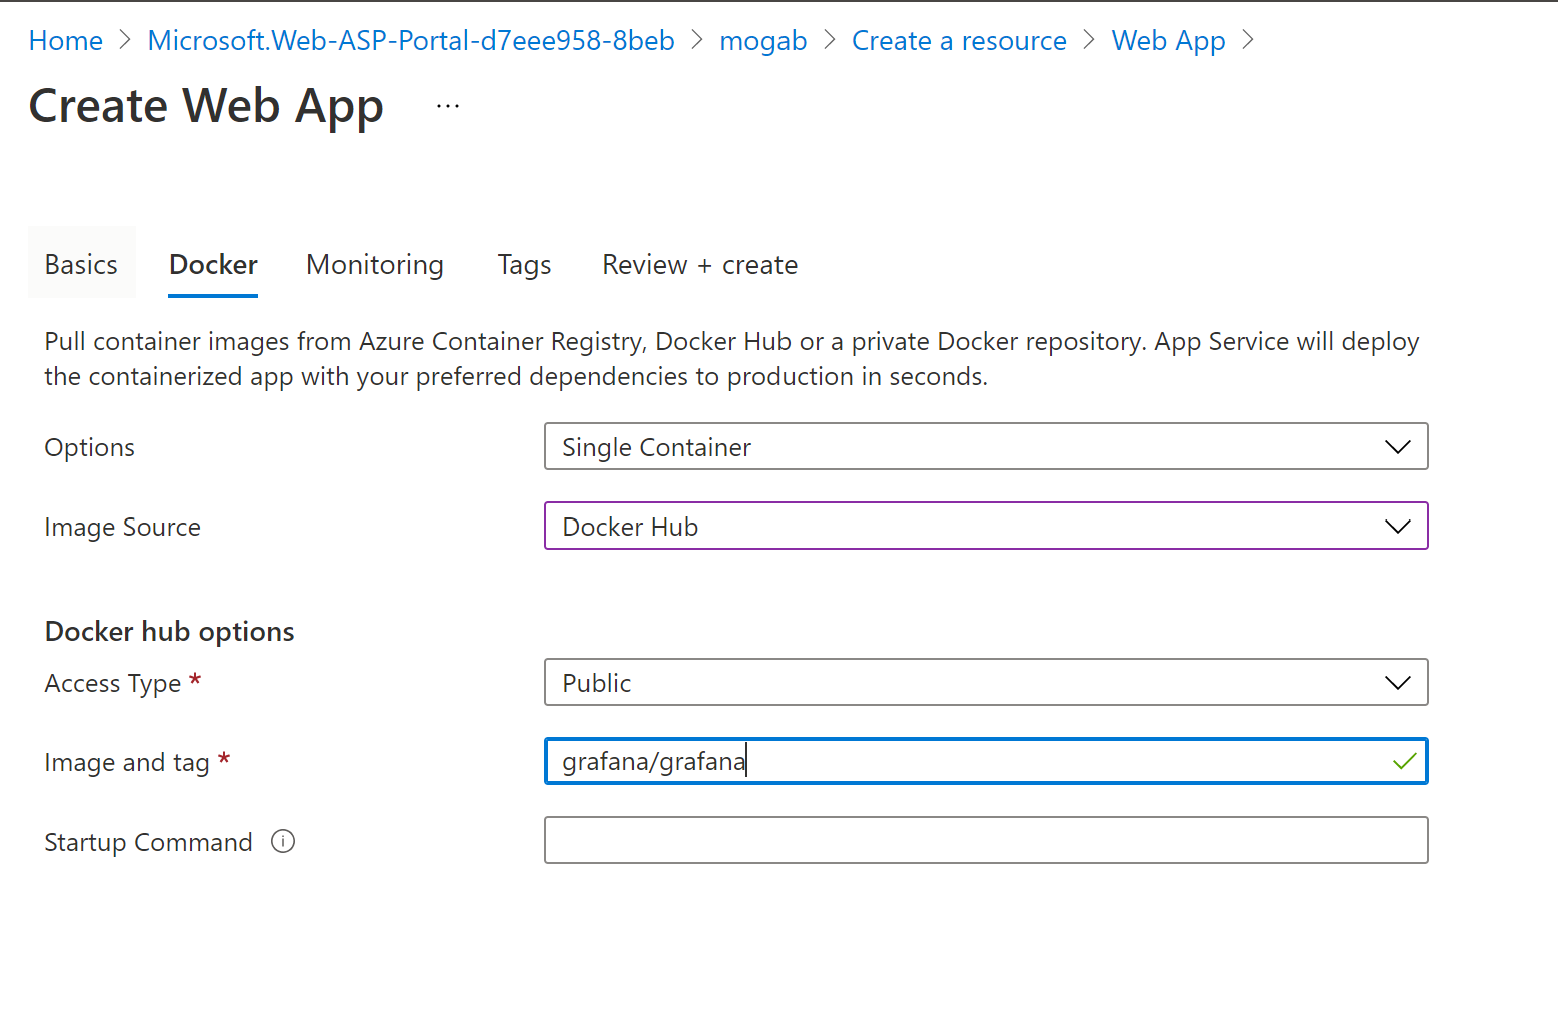 Home > Microsoft.Web-ASP-Portal-d7eee958-8beb > mogab > Create a resource > Web App >
Create Web App ...
Basics Docker Monitoring Tags Review + create
Pull container images from Azure Container Registry, Docker Hub or a private Docker repository. App Service will deploy
the containerized app with your preferred dependencies to production in seconds.
Options Single Container
Image Source Docker Hub
Docker hub options
Access Type * Public
Image and tag * grafana/grafana
Startup Command